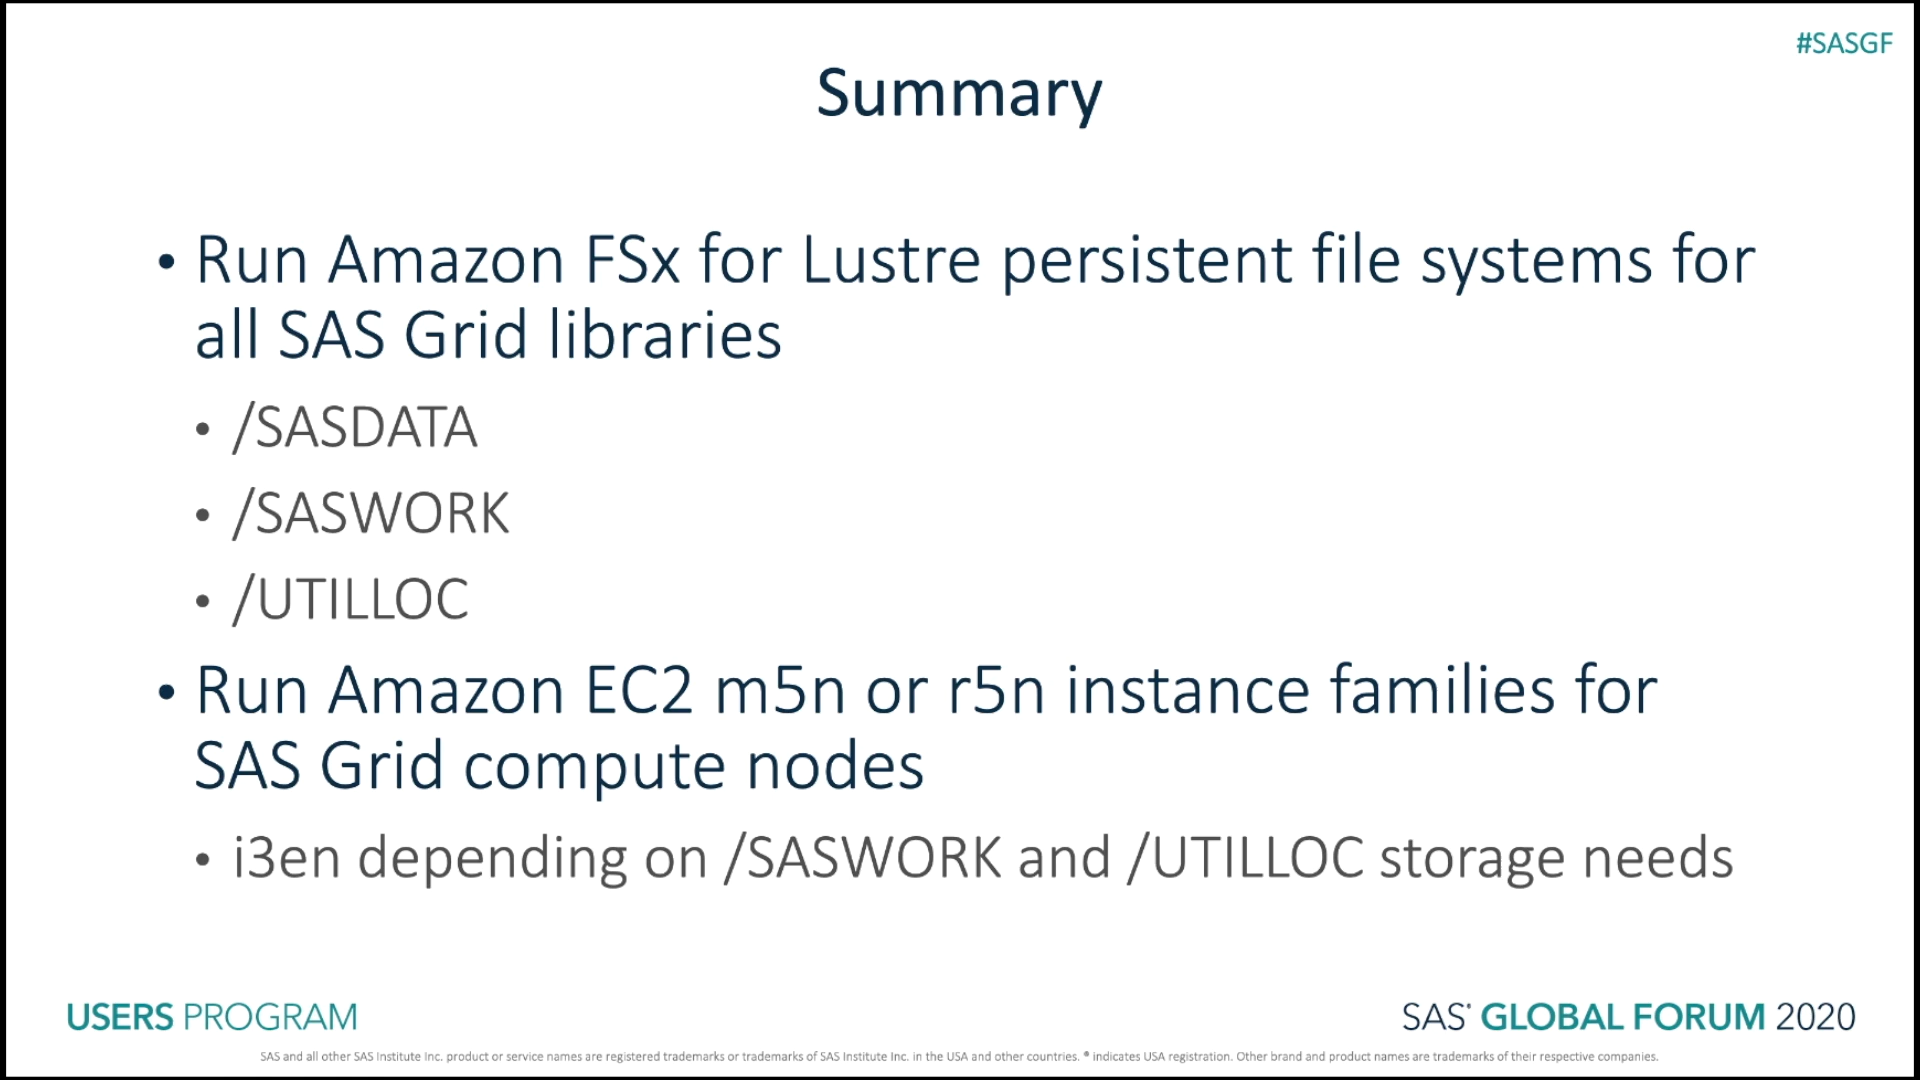 #SASGF
Summary
• Run Amazon FSx for Lustre persistent file systems for
all SAS Grid libraries
• /SASDATA
• /SASWORK
• /UTILLOC
• Run Amazon EC2 m5n or r5n instance families for
SAS Grid compute nodes
• i3en depending on /SASWORK and /UTILLOC storage needs
USERS PROGRAM
SAS® GLOBAL FORUM 2020
SAS and all other SAS Institute Inc. product or service names are registered trademarks or trademarks of SAS Institute Inc. in the USA and other countries. ® indicates USA registration. Other brand and product names are trademarks of their respective companies.